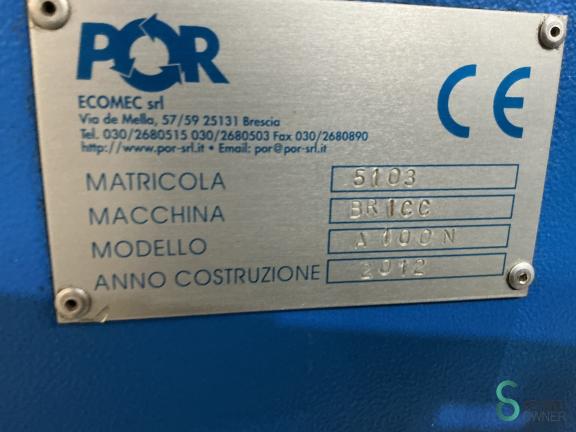 POR
CE
ECOMEC srl
Via de Mella, 57/59 25131 Brescia
Tel. 030/2680515 030/2680503 Fax 030/2680890
http://www.por-srl.it • Email: por@por-srl.it
MATRICOLA 5103
MACCHINA BRICC
MODELLO A100N
ANNO COSTRUZIONE 2012
OWNER